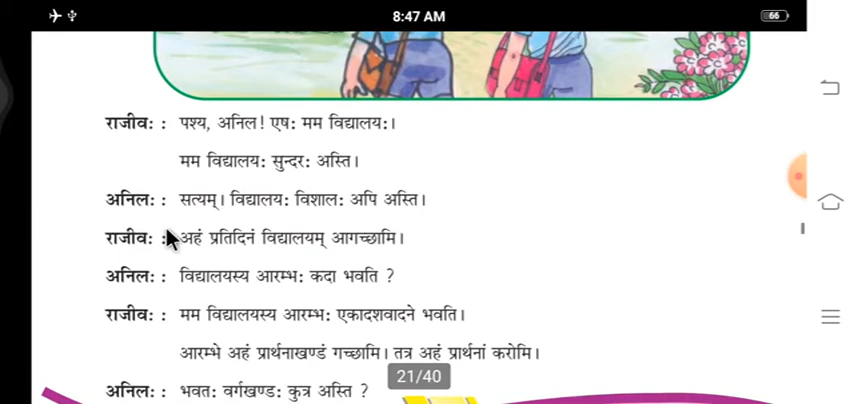 8:47 AM
66
राजीवः : पश्य, अनिल! एषः मम विद्यालयः।
मम विद्यालयः सुन्दरः अस्ति।
अनिलः : सत्यम्। विद्यालयः विशालः अपि अस्ति।
राजीवः : अहं प्रतिदिनं विद्यालयम् आगच्छामि।
अनिलः : विद्यालयस्य आरम्भः कदा भवति ?
राजीवः : मम विद्यालयस्य आरम्भः एकादशवादने भवति।
आरम्भे अहं प्रार्थनाखण्डं गच्छामि। तत्र अहं प्रार्थनां करोमि।
21/40
अनिलः : भवतः वर्गखण्डः कुत्र अस्ति ?